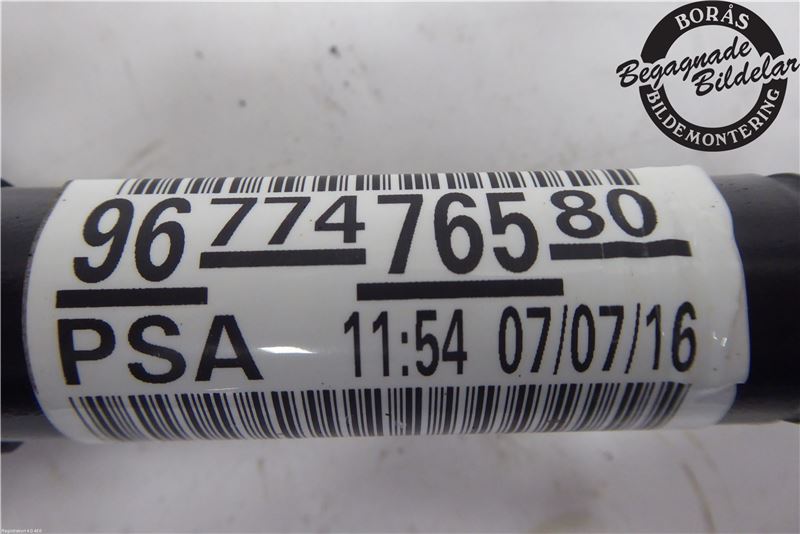 BORÅS
Begagnade
Bildelar
BILDEMONTERING
96 774 765 80
PSA 11:54 07/07/16